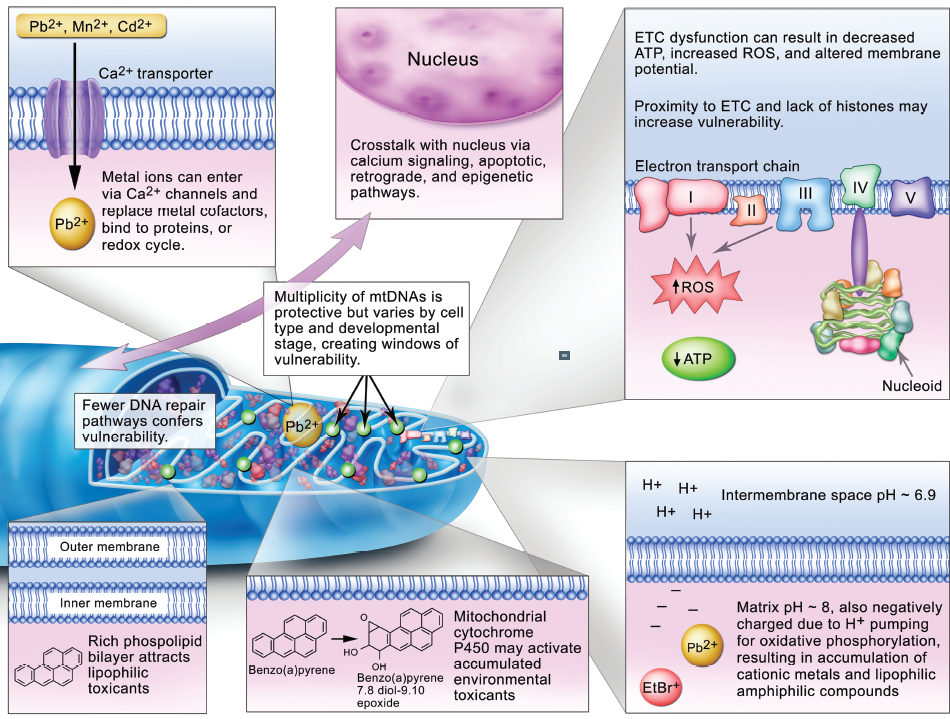 Pb2+, Mn2+, Cd2+
Ca2+ transporter
Metal ions can enter
via Ca2+ channels and
replace metal cofactors,
bind to proteins, or
redox cycle.
Pb2+
Nucleus
Crosstalk with nucleus via
calcium signaling, apoptotic,
retrograde, and epigenetic
pathways.
ETC dysfunction can result in decreased
ATP, increased ROS, and altered membrane
potential.
Proximity to ETC and lack of histones may
increase vulnerability.
Electron transport chain
I
II
III
IV
V
↑ROS
↓ATP
Nucleoid
Multiplicity of mtDNAs is
protective but varies by cell
type and developmental
stage, creating windows of
vulnerability.
Fewer DNA repair
pathways confers
vulncrability.
Pb2+
Outer membrane
Inner membrane
Rich phospolipid
bilayer attracts
lipophilic
toxicants
Benzo(a)pyrene
O
HO
OH
Benzo(a)pyrene
7.8 diol-9.10
epoxide
Mitochondrial
cytochrome
P450 may activate
accumulated
environmental
toxicants
H+ H+
H+ H+
Intermembrane space pH ~ 6.9
Matrix pH ~ 8, also negatively
charged due to H+ pumping
for oxidative phosphorylation,
resulting in accumulation of
cationic metals and lipophilic
amphiphilic compounds
Pb2+
EtBr+